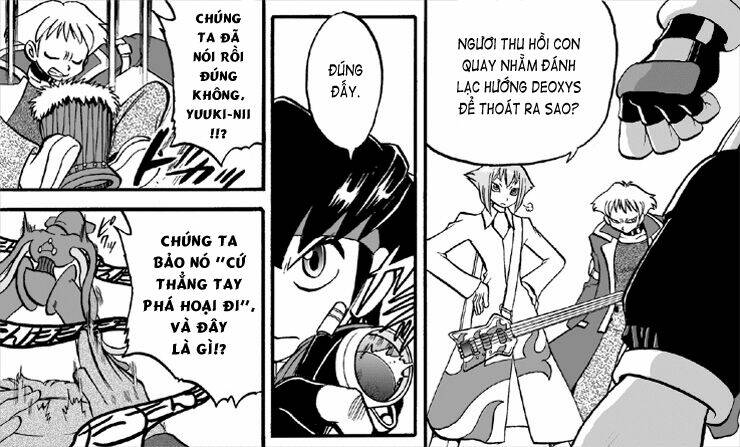 NGƯƠI THU HỒI CON
QUAY NHẰM ĐÁNH
LẠC HƯỚNG DEOXYS
ĐỂ THOÁT RA SAO?
ĐÚNG
ĐẤY.
CHÚNG
TA ĐÃ
NÓI RỒI
ĐÚNG
KHÔNG,
YUUKI-NII
!!?
CHÚNG TA
BẢO NÓ "CỨ
THẲNG TAY
PHÁ HOẠI ĐI",
VÀ ĐÂY
LÀ GÌ!?